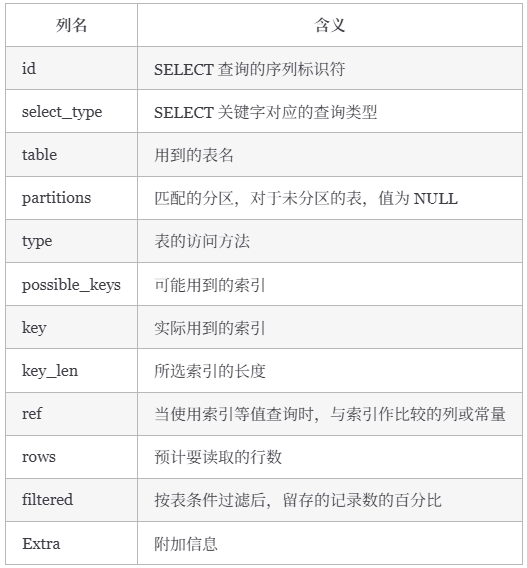 列名 含义
id SELECT 查询的序列标识符
select_type SELECT 关键字对应的查询类型
table 用到的表名
partitions 匹配的分区，对于未分区的表，值为 NULL
type 表的访问方法
possible_keys 可能用到的索引
key 实际用到的索引
key_len 所选索引的长度
ref 当使用索引等值查询时，与索引作比较的列或常量
rows 预计要读取的行数
filtered 按表条件过滤后，留存的记录数的百分比
Extra 附加信息